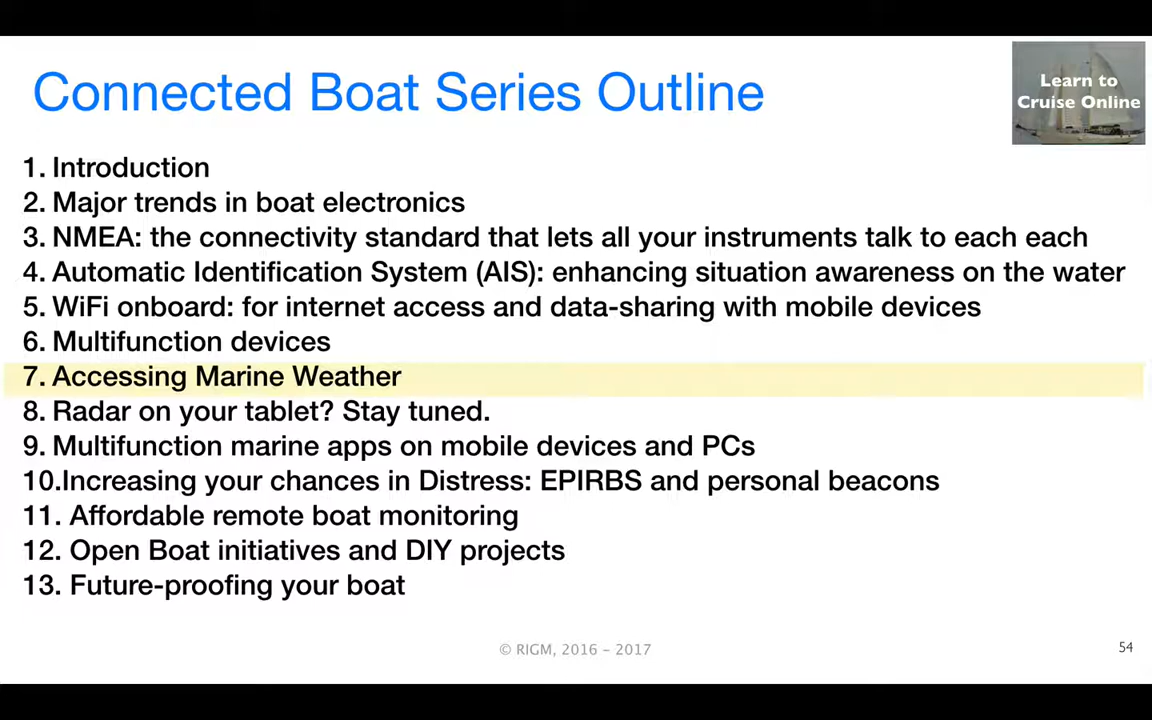 Connected Boat Series Outline
Learn to
Cruise Online
1. Introduction
2. Major trends in boat electronics
3. NMEA: the connectivity standard that lets all your instruments talk to each each
4. Automatic Identification System (AIS): enhancing situation awareness on the water
5. WiFi onboard: for internet access and data-sharing with mobile devices
6. Multifunction devices
7. Accessing Marine Weather
8. Radar on your tablet? Stay tuned.
9. Multifunction marine apps on mobile devices and PCs
10.Increasing your chances in Distress: EPIRBS and personal beacons
11. Affordable remote boat monitoring
12. Open Boat initiatives and DIY projects
13. Future-proofing your boat
© RIGM, 2016 – 2017
54